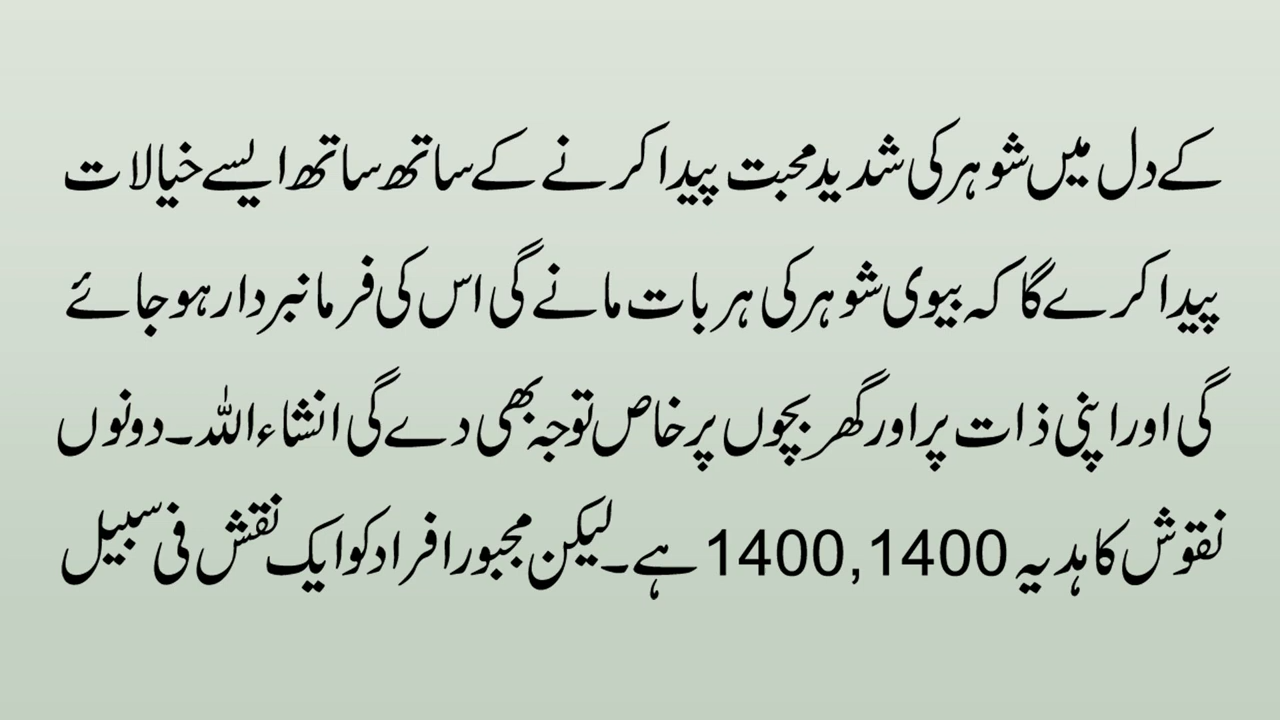 کے دل میں شوہر کی شدید محبت پیدا کرنے کے ساتھ ساتھ ایسے خیالات
پیدا کرے گا کہ بیوی شوہر کی ہر بات مانے گی اس کی فرمانبردار ہو جائے
گی اور اپنی ذات پر اور گھر بچوں پر خاص توجہ بھی دے گی انشاءاللہ۔ دونوں
نقوش کا ہدیہ 1400,1400 ہے۔ لیکن مجبور افراد کو ایک نقش فی سبیل